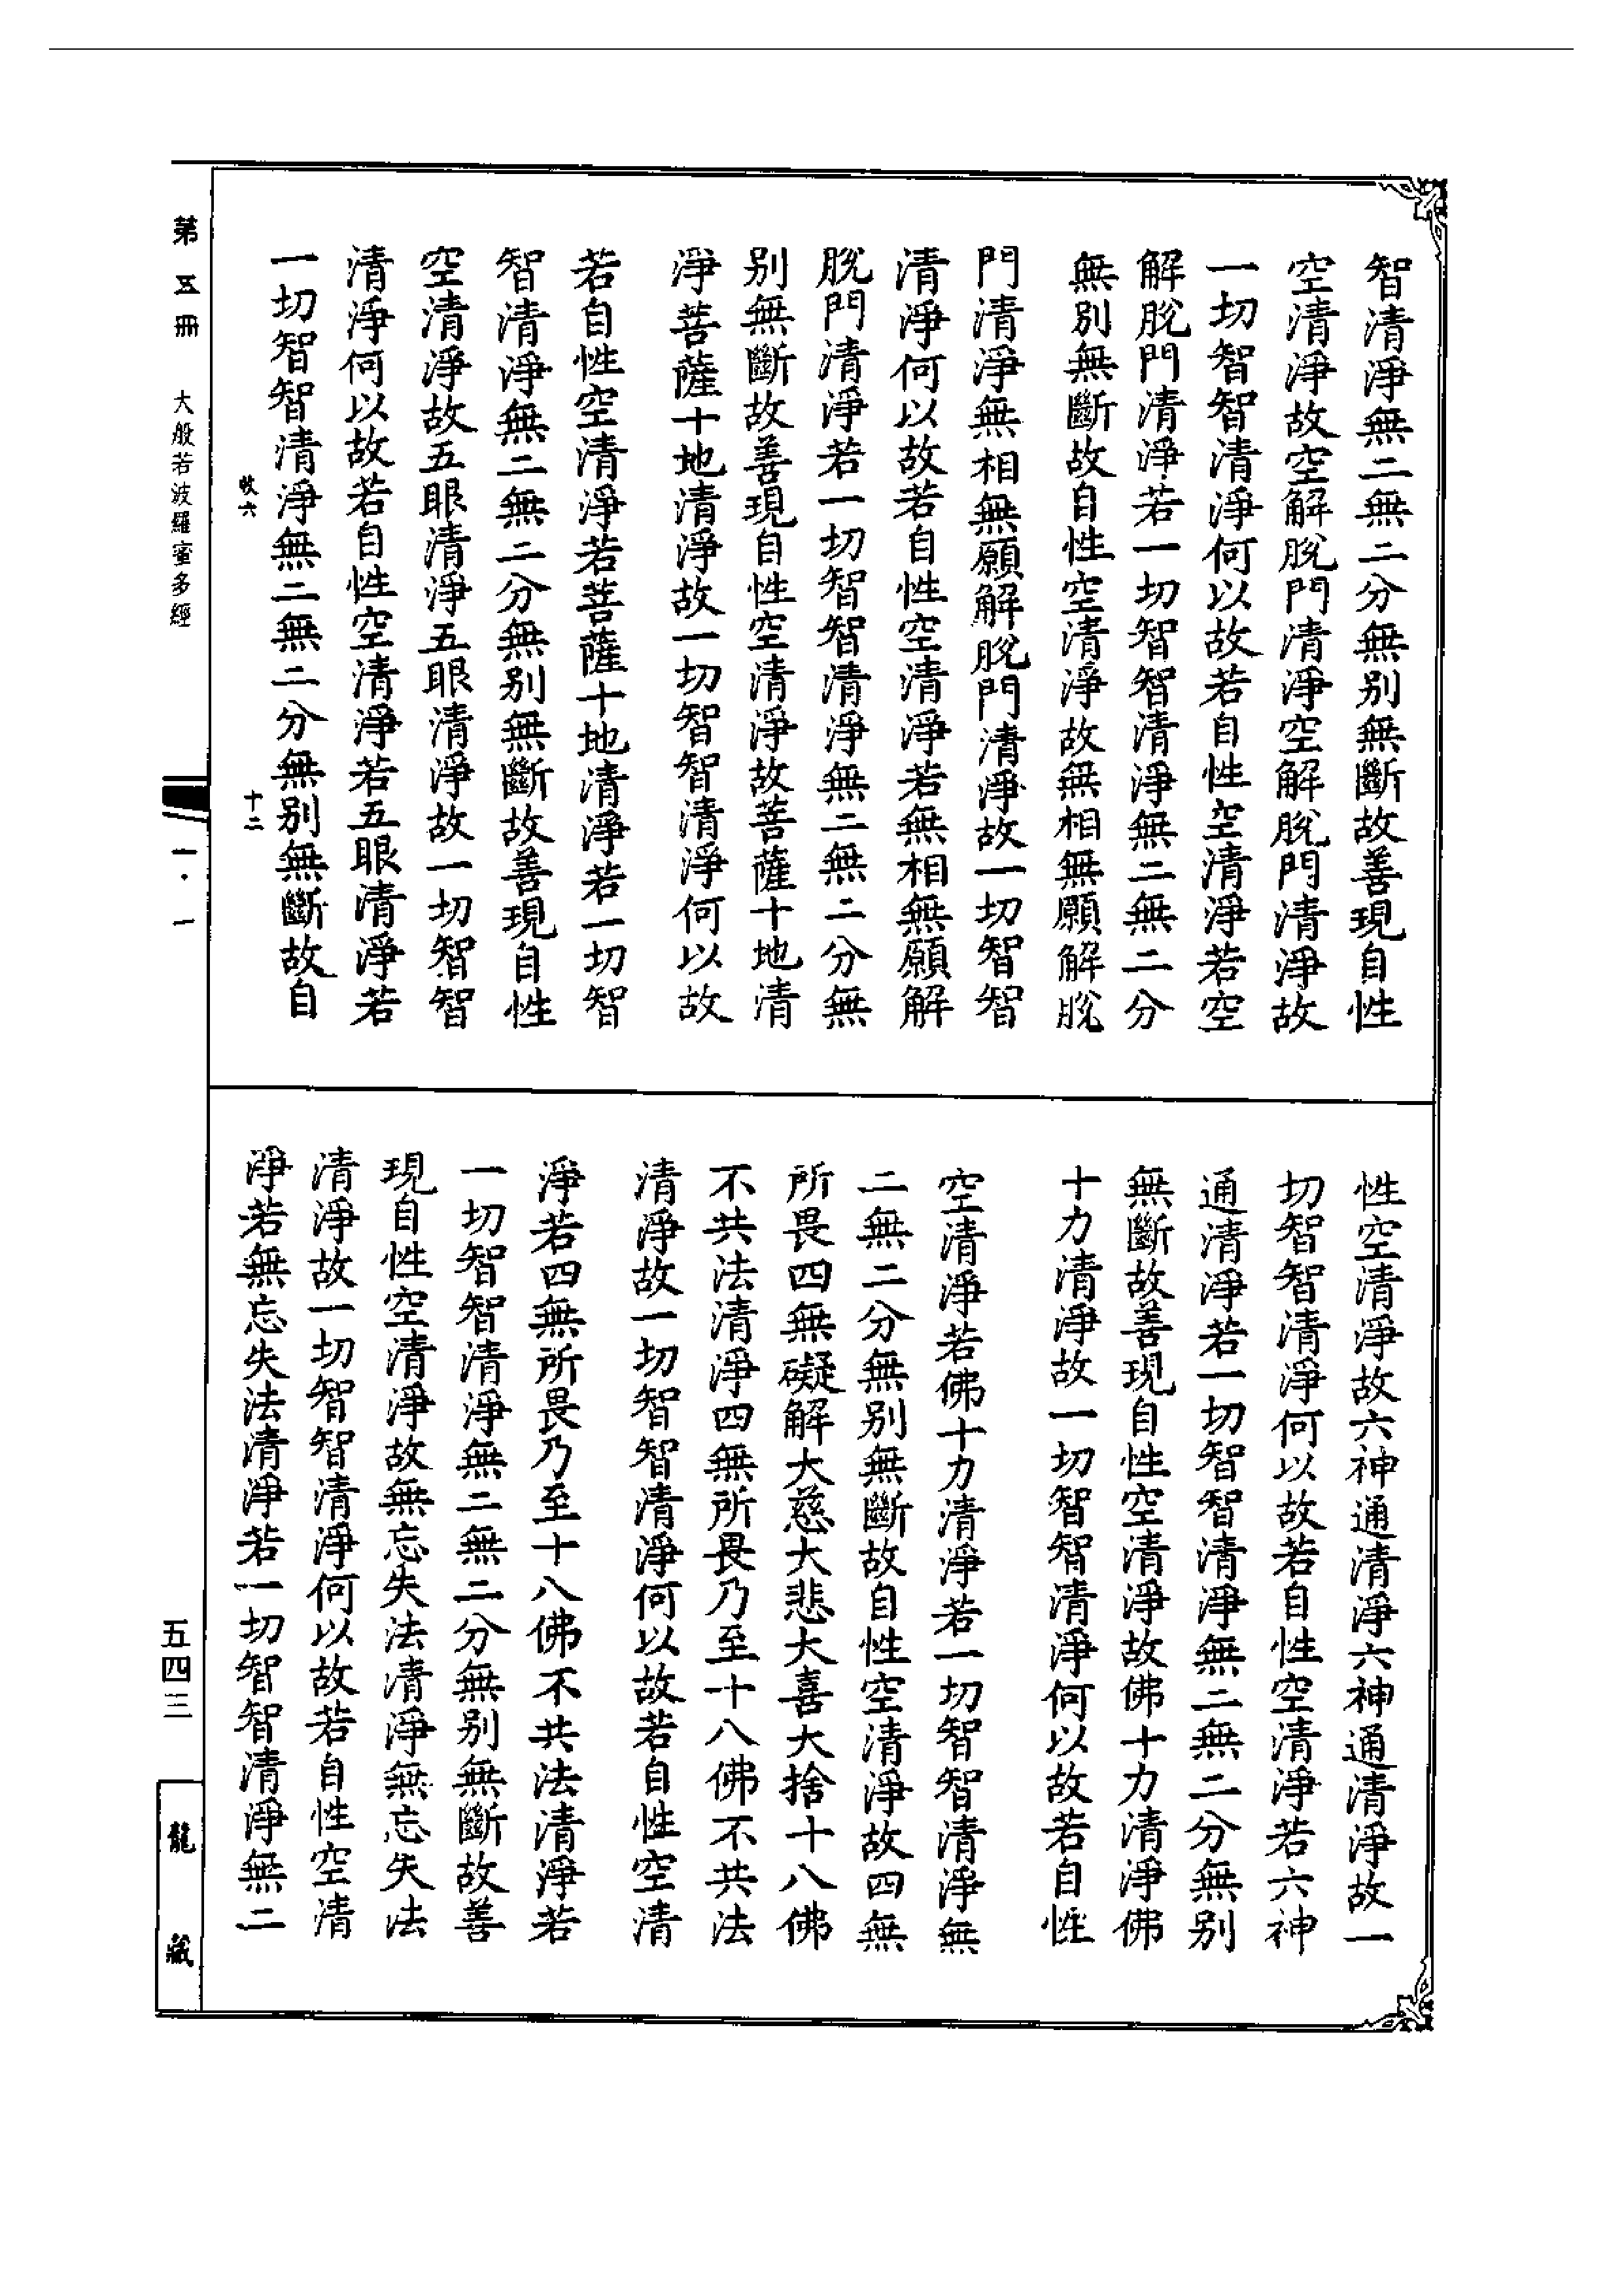 智清淨無二無二分無别無斷故善現自性
空清淨故空解脫門清淨空解脫門清淨故
一切智智清淨何以故若自性空清淨若空
解脫門清淨若一切智智清淨無二無二分
無別無斷故自性空清淨故無相無願解脫
門清淨無相無願解脫門清淨故一切智智
清淨何以故若自性空清淨若無相無願解
脫門清淨若一切智智清淨無二無二分無
别無斷故善現自性空清淨故菩薩十地清
淨菩薩十地清淨故一切智智清淨何以故
若自性空清淨若菩薩十地清淨若一切智
智清淨無二無二分無别無斷故善現自性
空清淨故五眼清淨五眼清淨故一切智智
清淨何以故若自性空清淨若五眼清淨若
一切智智清淨無二無二分無别無斷故自
性空清淨故六神通清淨六神通清淨故一
切智智清淨何以故若自性空清淨若六神
通清淨若一切智智清淨無二無二分無别
無斷故善現自性空清淨故佛十力清淨佛
十力清淨故一切智智清淨何以故若自性
空清淨若佛十力清淨若一切智智清淨無
二無二分無别無斷故自性空清淨故四無
所畏四無礙解大慈大悲大喜大捨十八佛
不共法清淨四無所畏乃至十八佛不共法
清淨故一切智智清淨何以故若自性空清
淨若四無所畏乃至十八佛不共法清淨若
一切智智清淨無二無二分無别無斷故善
現自性空清淨故無忘失法清淨無忘失法
清淨故一切智智清淨何以故若自性空清
淨若無忘失法清淨若一切智智清淨無二
收六
十二
第五冊
大般若波羅蜜多經
一·一
五四三
龍藏